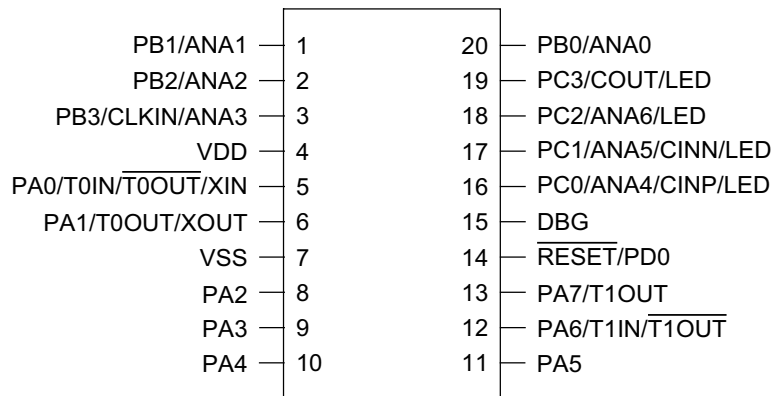 PB1/ANA1 1 20 PB0/ANA0
PB2/ANA2 2 19 PC3/COUT/LED
PB3/CLKIN/ANA3 3 18 PC2/ANA6/LED
VDD 4 17 PC1/ANA5/CINN/LED
PA0/T0IN/T0OUT/XIN 5 16 PC0/ANA4/CINP/LED
PA1/T0OUT/XOUT 6 15 DBG
VSS 7 14 RESET/PD0
PA2 8 13 PA7/T1OUT
PA3 9 12 PA6/T1IN/T1OUT
PA4 10 11 PA5